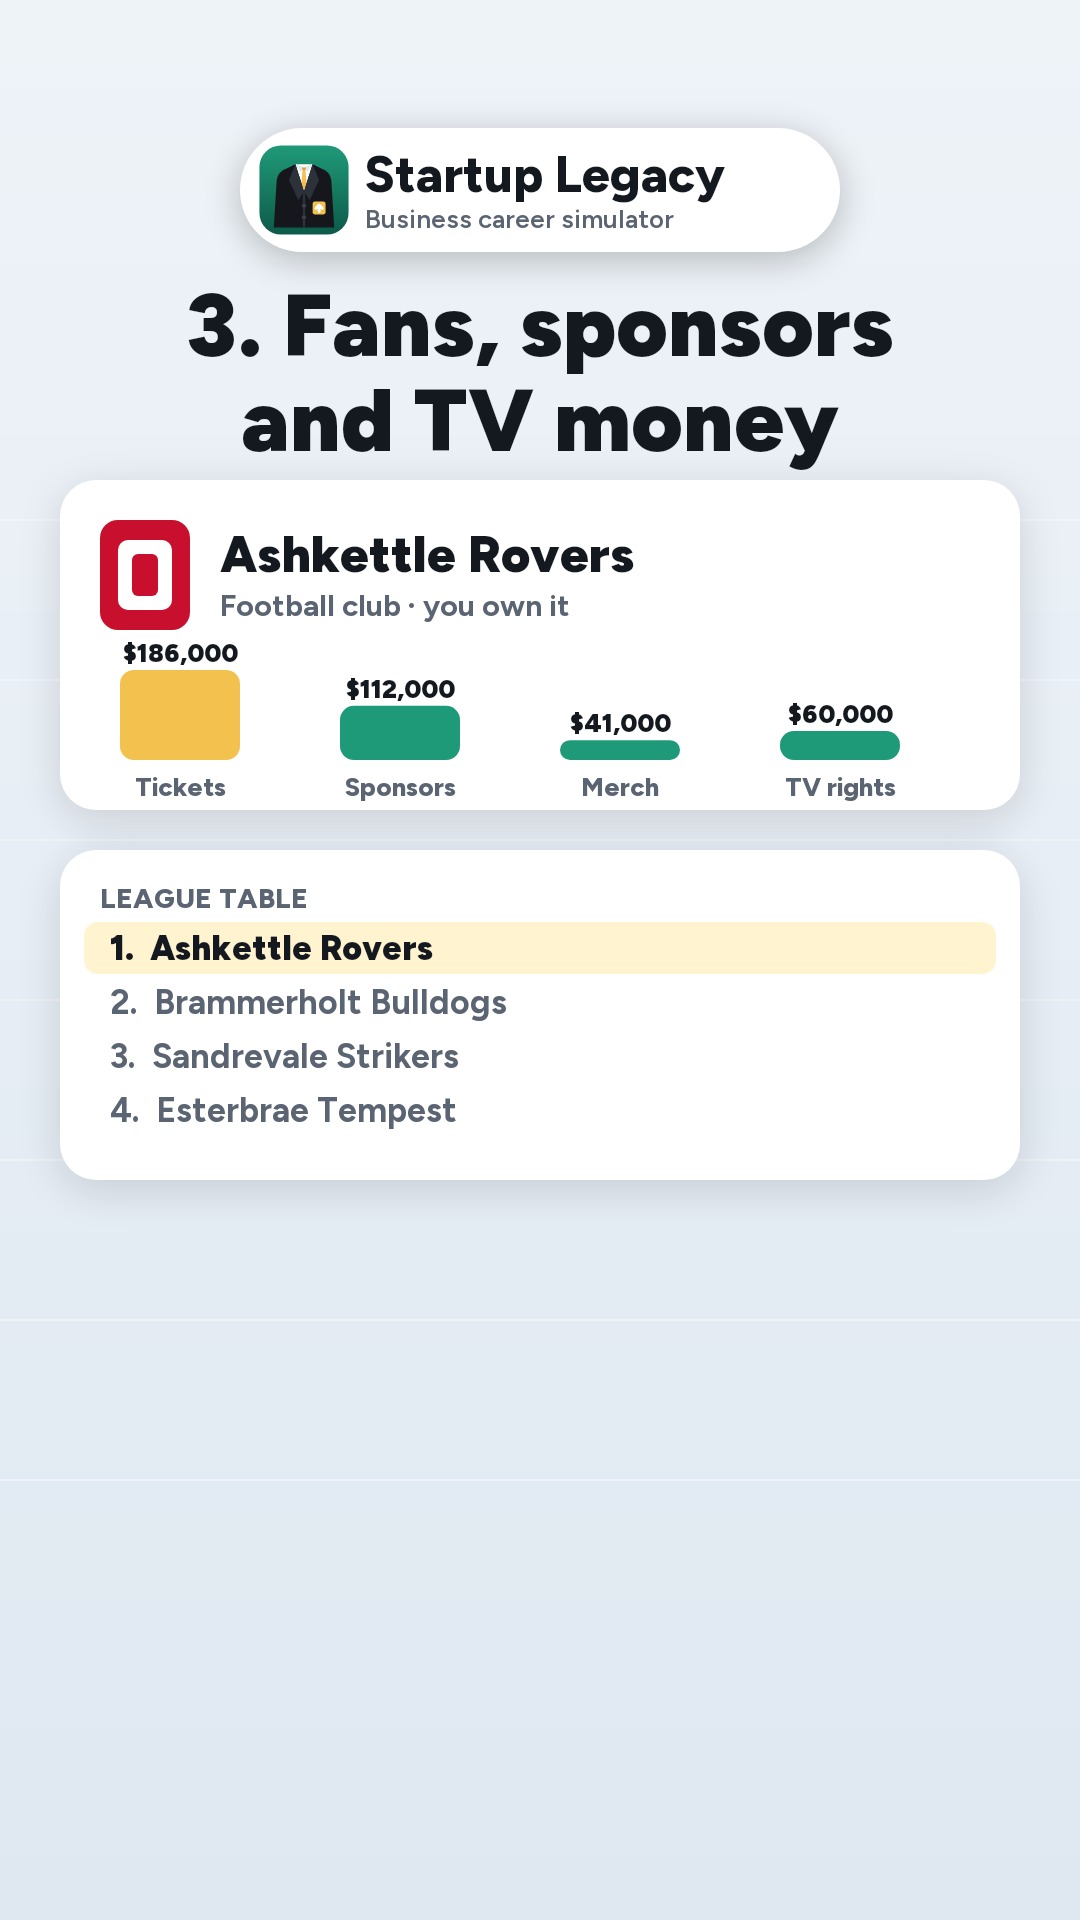 Startup Legacy
Business career simulator
3. Fans, sponsors
and TV money
Ashkettle Rovers
Football club · you own it
$186,000
$112,000
$41,000
$60,000
Tickets
Sponsors
Merch
TV rights
LEAGUE TABLE
1. Ashkettle Rovers
2. Brammerholt Bulldogs
3. Sandrevale Strikers
4. Esterbrae Tempest